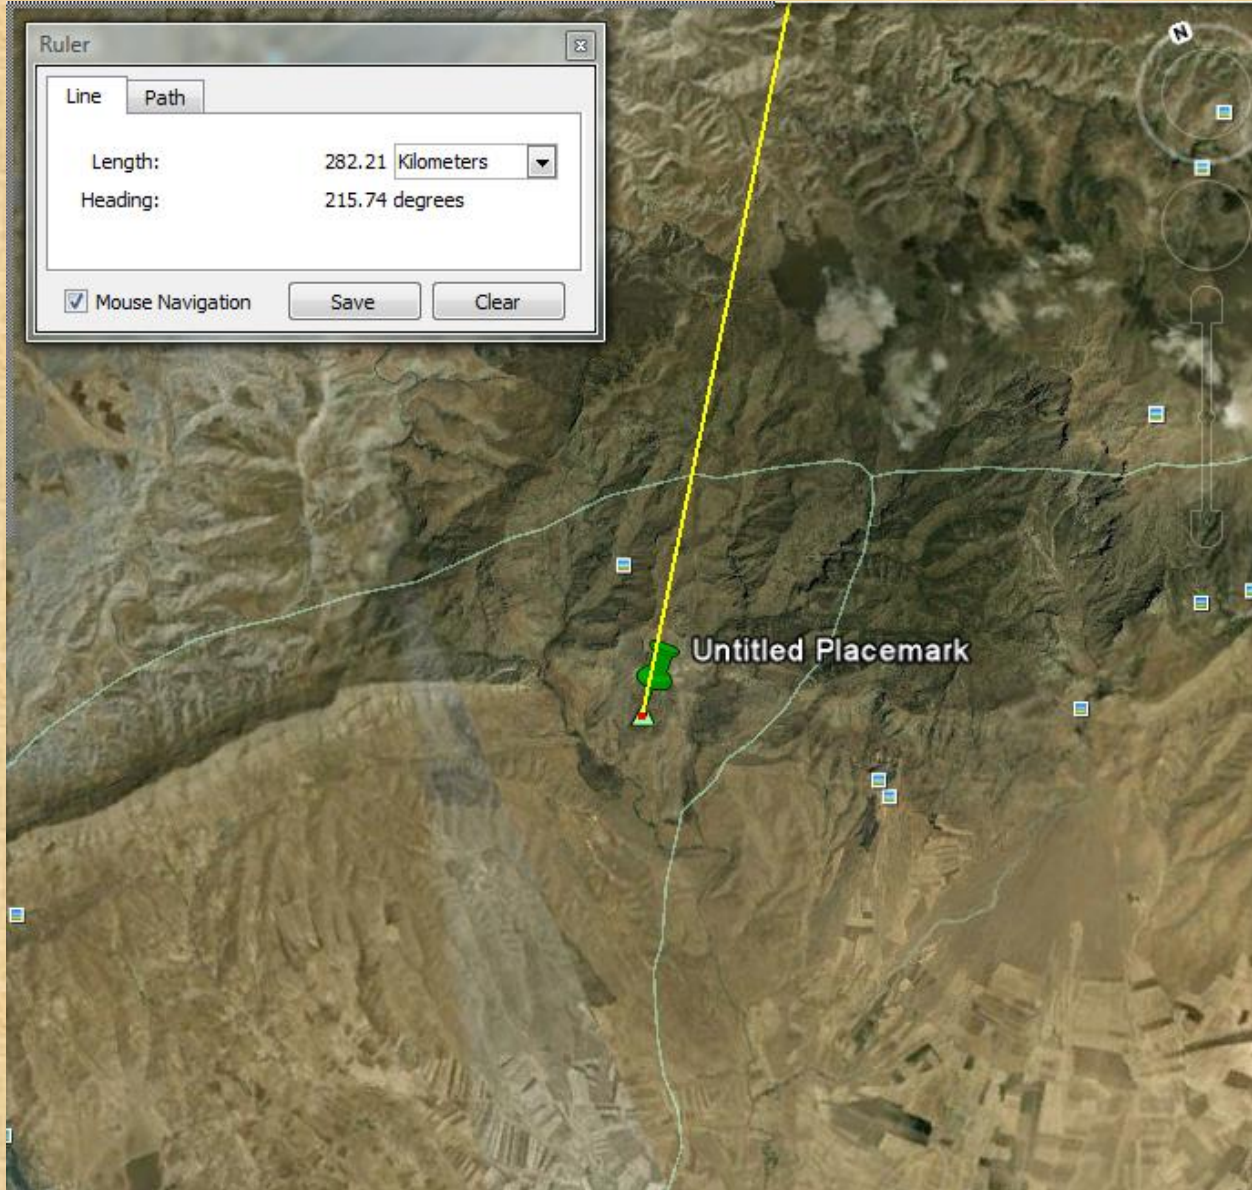 Ruler
Line Path
Length: 282.21 Kilometers
Heading: 215.74 degrees
Mouse Navigation Save Clear
N
Untitled Placemark